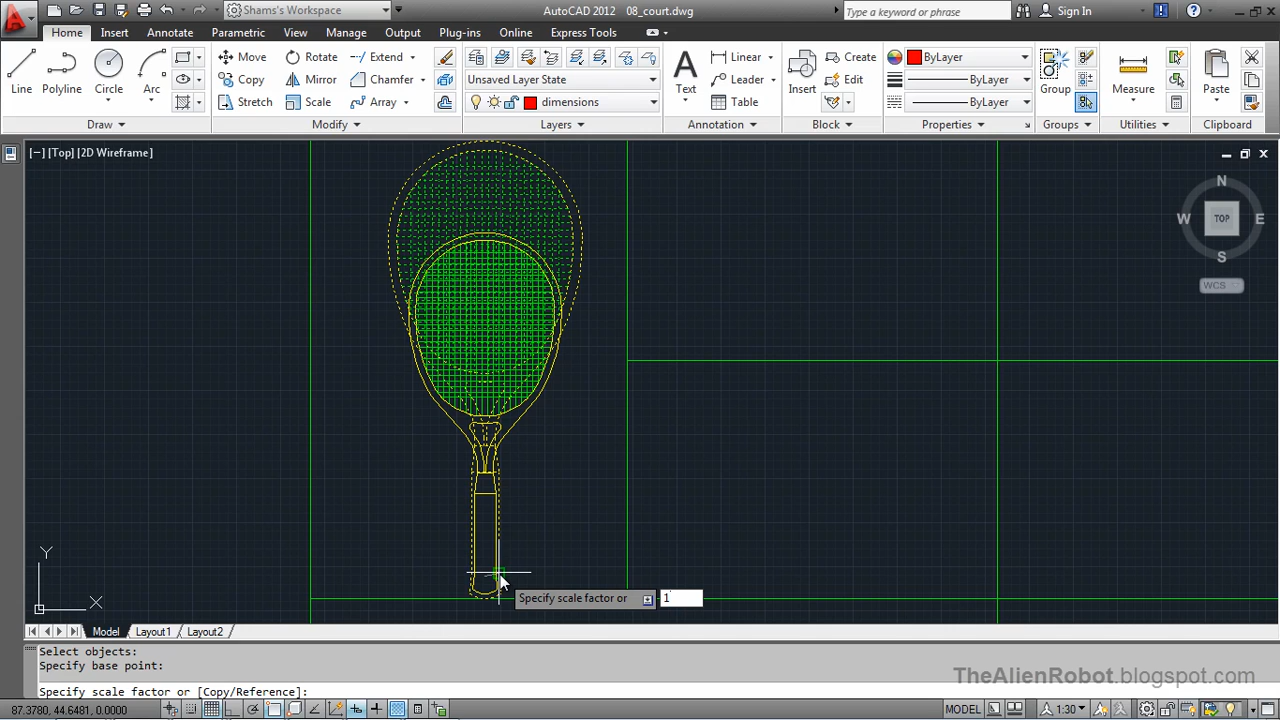 Shams's Workspace
AutoCAD 2012 08_court.dwg
Type a keyword or phrase
Sign In
Home Insert Annotate Parametric View Manage Output Plug-ins Online Express Tools
Line Polyline Circle Arc
Move Rotate Extend
Copy Mirror Chamfer
Stretch Scale Array
Unsaved Layer State
dimensions
Text
Linear
Leader
Table
Insert
Create
Edit
ByLayer
ByLayer
ByLayer
Group
Measure
Paste
Draw Modify Layers Annotation Block Properties Groups Utilities Clipboard
[−] [Top] [2D Wireframe]
N
W TOP E
S
WCS
Specify scale factor or 1
Y
X
Model Layout1 Layout2
Select objects:
Specify base point:
Specify scale factor or [Copy/Reference]:
TheAlienRobot.blogspot.com
87.3780, 44.6481, 0.0000
MODEL
1:30